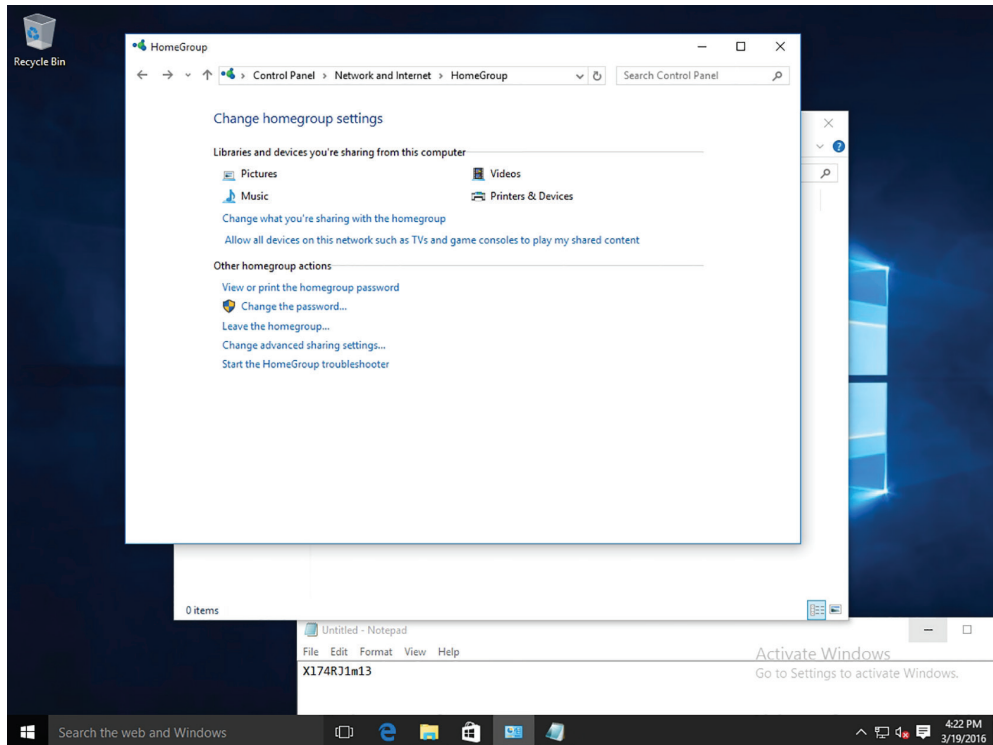 Recycle Bin
HomeGroup
Control Panel > Network and Internet > HomeGroup
Search Control Panel
Change homegroup settings
Libraries and devices you're sharing from this computer
Pictures
Videos
Music
Printers & Devices
Change what you're sharing with the homegroup
Allow all devices on this network such as TVs and game consoles to play my shared content
Other homegroup actions
View or print the homegroup password
Change the password...
Leave the homegroup...
Change advanced sharing settings...
Start the HomeGroup troubleshooter
0 items
Untitled - Notepad
File Edit Format View Help
X174RJ1m13
Activate Windows
Go to Settings to activate Windows.
Search the web and Windows
4:22 PM
3/19/2016